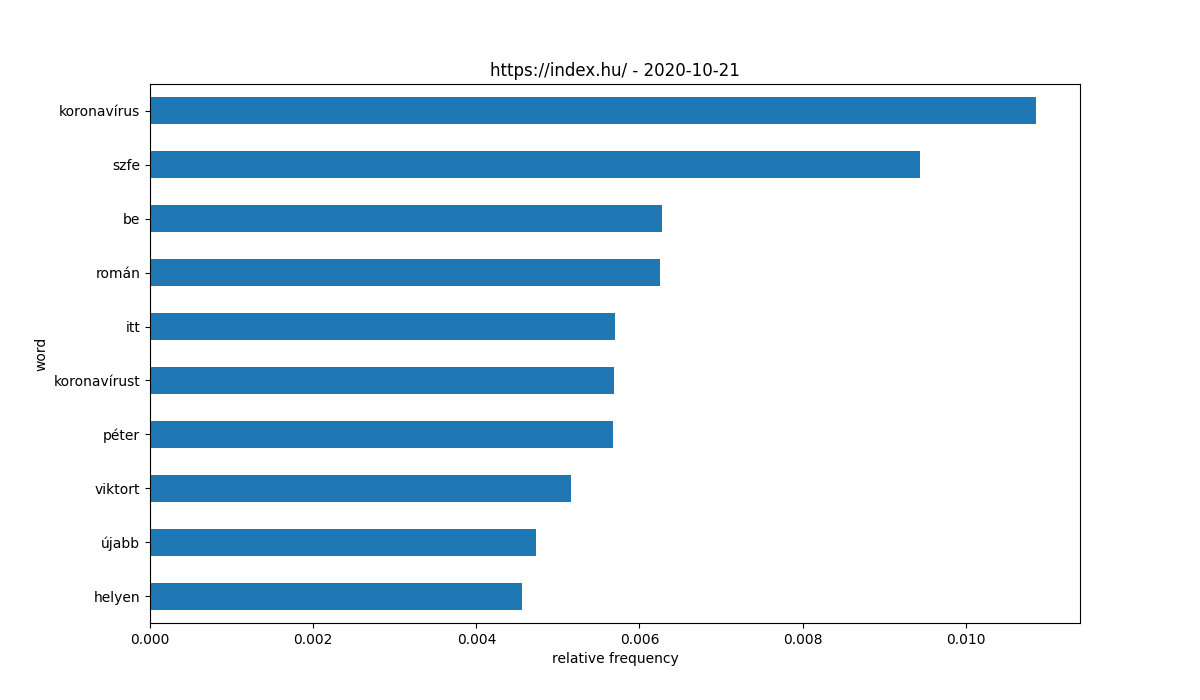 https://index.hu/ - 2020-10-21
koronavírus
szfe
be
román
itt
koronavírust
péter
viktort
újabb
helyen
word
0.000 0.002 0.004 0.006 0.008 0.010
relative frequency